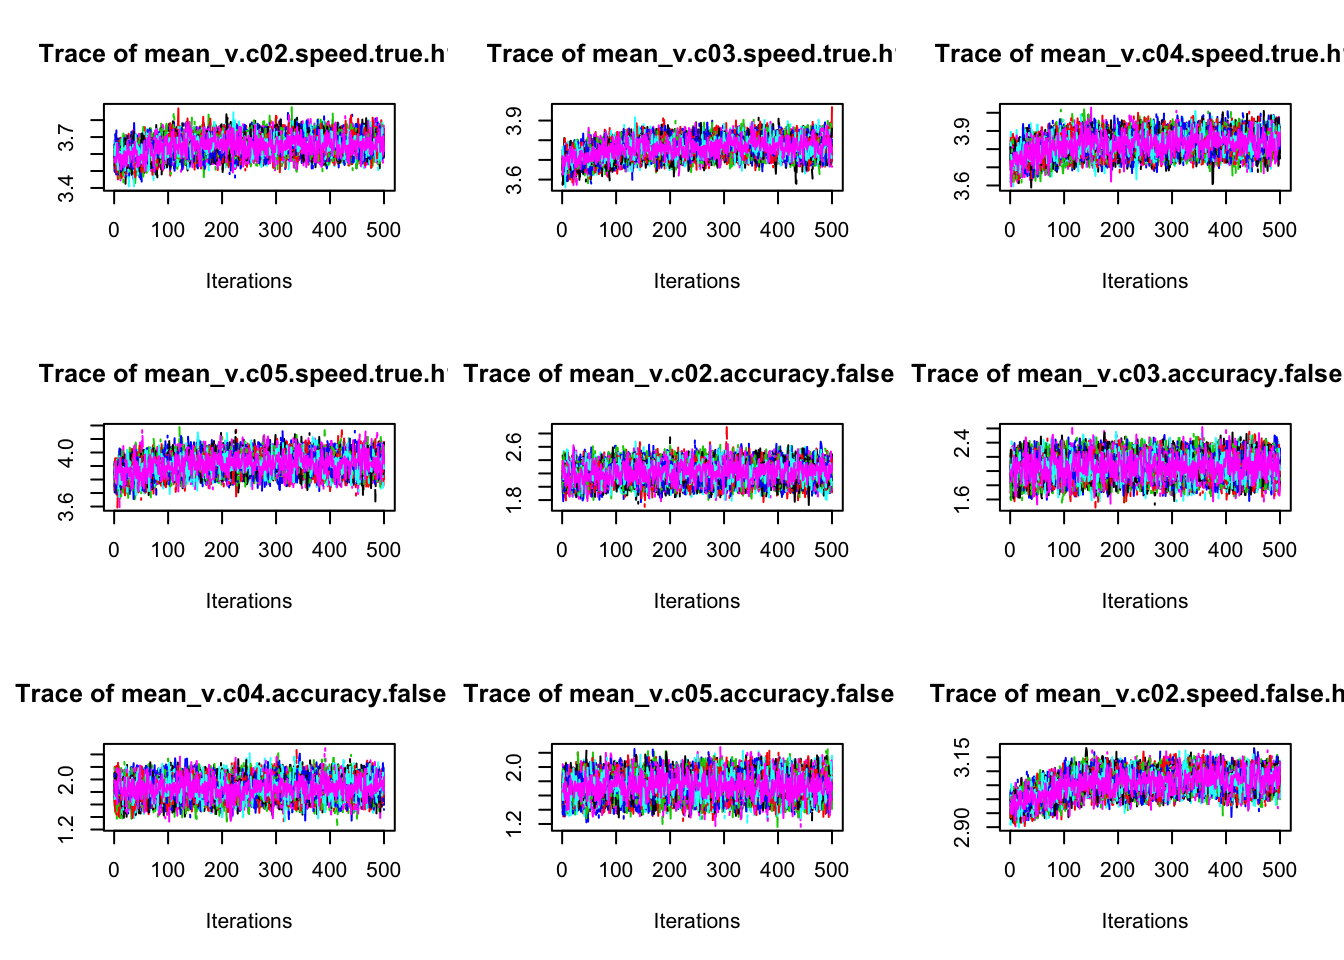 Trace of mean_v.c02.speed.true.h
Trace of mean_v.c03.speed.true.h
Trace of mean_v.c04.speed.true.h
3.4 3.7
3.6 3.9
3.6 3.9
0 100 200 300 400 500
0 100 200 300 400 500
0 100 200 300 400 500
Iterations
Iterations
Iterations
Trace of mean_v.c05.speed.true.h
Trace of mean_v.c02.accuracy.false
Trace of mean_v.c03.accuracy.false
3.6 4.0
1.8 2.6
1.6 2.4
0 100 200 300 400 500
0 100 200 300 400 500
0 100 200 300 400 500
Iterations
Iterations
Iterations
Trace of mean_v.c04.accuracy.false
Trace of mean_v.c05.accuracy.false
Trace of mean_v.c02.speed.false.h
1.2 2.0
1.2 2.0
2.90 3.15
0 100 200 300 400 500
0 100 200 300 400 500
0 100 200 300 400 500
Iterations
Iterations
Iterations